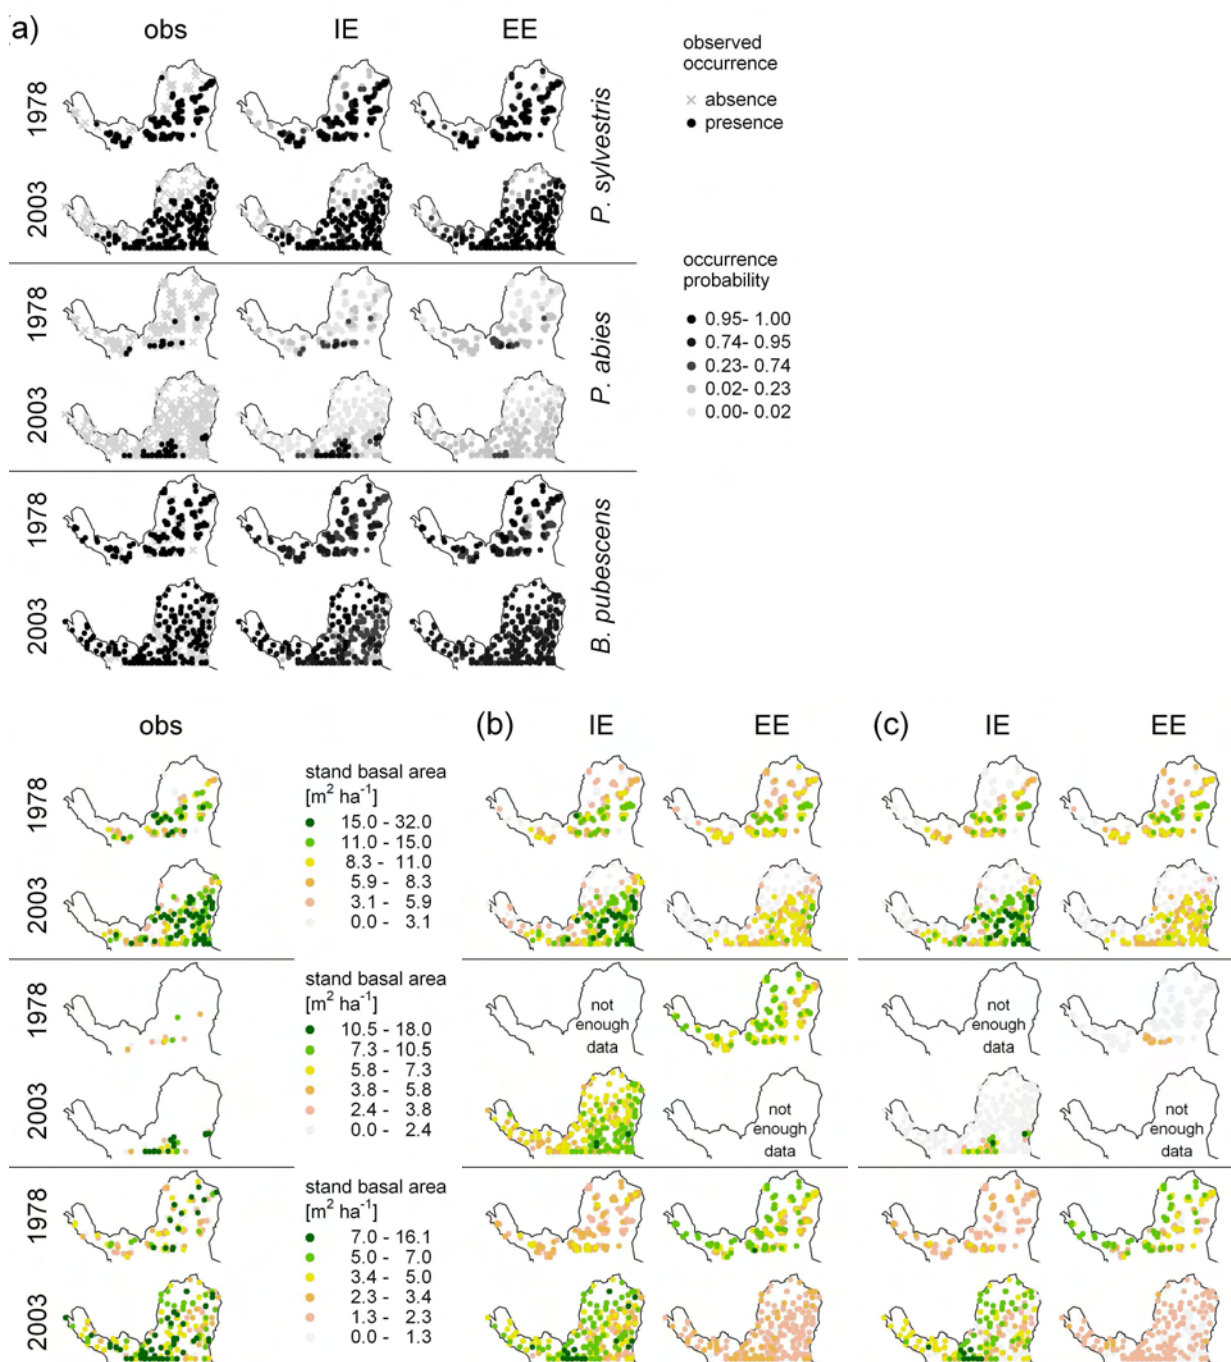 a) obs IE EE
observed
occurrence
× absence
● presence
1978
2003
P. sylvestris
occurrence
probability
0.95- 1.00
0.74- 0.95
0.23- 0.74
0.02- 0.23
0.00- 0.02
1978
2003
P. abies
1978
2003
B. pubescens
obs (b) IE EE (c) IE EE
1978
2003
stand basal area
[m² ha⁻¹]
15.0 - 32.0
11.0 - 15.0
8.3 - 11.0
5.9 - 8.3
3.1 - 5.9
0.0 - 3.1
1978
2003
stand basal area
[m² ha⁻¹]
10.5 - 18.0
7.3 - 10.5
5.8 - 7.3
3.8 - 5.8
2.4 - 3.8
0.0 - 2.4
not
enough
data
not
enough
data
not
enough
data
not
enough
data
1978
2003
stand basal area
[m² ha⁻¹]
7.0 - 16.1
5.0 - 7.0
3.4 - 5.0
2.3 - 3.4
1.3 - 2.3
0.0 - 1.3